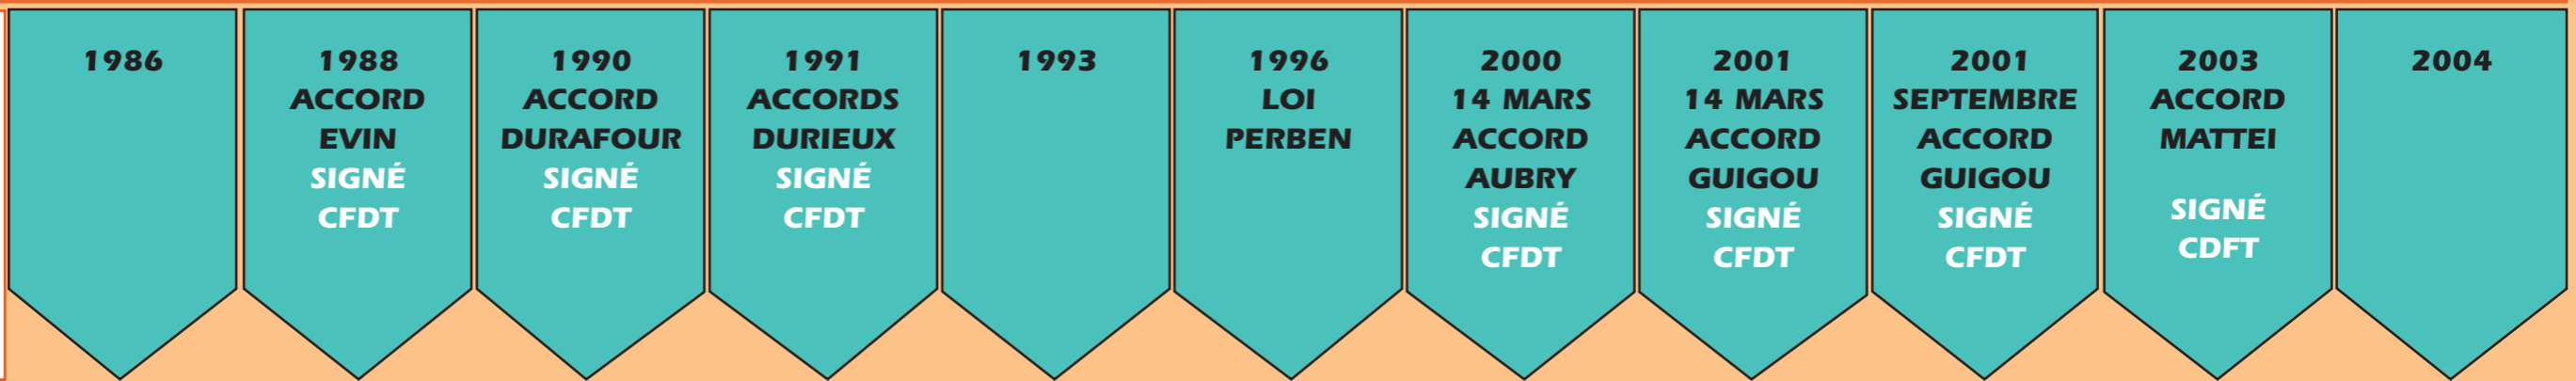 1986
1988
ACCORD
EVIN
SIGNÉ
CFDT
1990
ACCORD
DURAFOUR
SIGNÉ
CFDT
1991
ACCORDS
DURIEUX
SIGNÉ
CFDT
1993
1996
LOI
PERBEN
2000
14 MARS
ACCORD
AUBRY
SIGNÉ
CFDT
2001
14 MARS
ACCORD
GUIGOU
SIGNÉ
CFDT
2001
SEPTEMBRE
ACCORD
GUIGOU
SIGNÉ
CFDT
2003
ACCORD
MATTEI
SIGNÉ
CDFT
2004